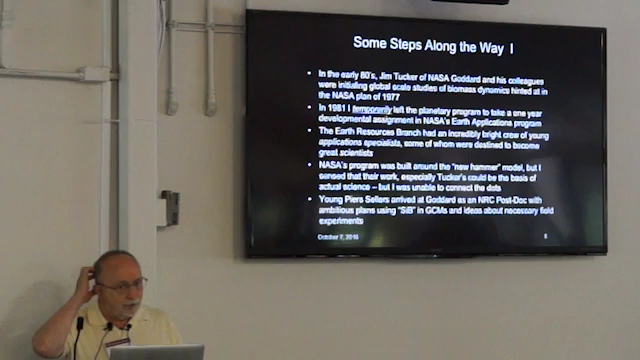 Some Steps Along the Way I
• In the early 80's, Jim Tucker of NASA Goddard and his colleagues
were initiating global scale studies of biomass dynamics hinted at in
the NASA plan of 1977
• In 1981 I temporarily left the planetary program to take a one year
developmental assignment in NASA's Earth Applications program
• The Earth Resources Branch had an incredibly bright crew of young
applications specialists, some of whom were destined to become
great scientists
• NASA's program was built around the "new hammer" model, but I
sensed that their work, especially Tucker's could be the basis of
actual science – but I was unable to connect the dots
• Young Piers Sellers arrived at Goddard as an NRC Post-Doc with
ambitious plans using "SiB" in GCMs and ideas about necessary field
experiments
October 7, 2016